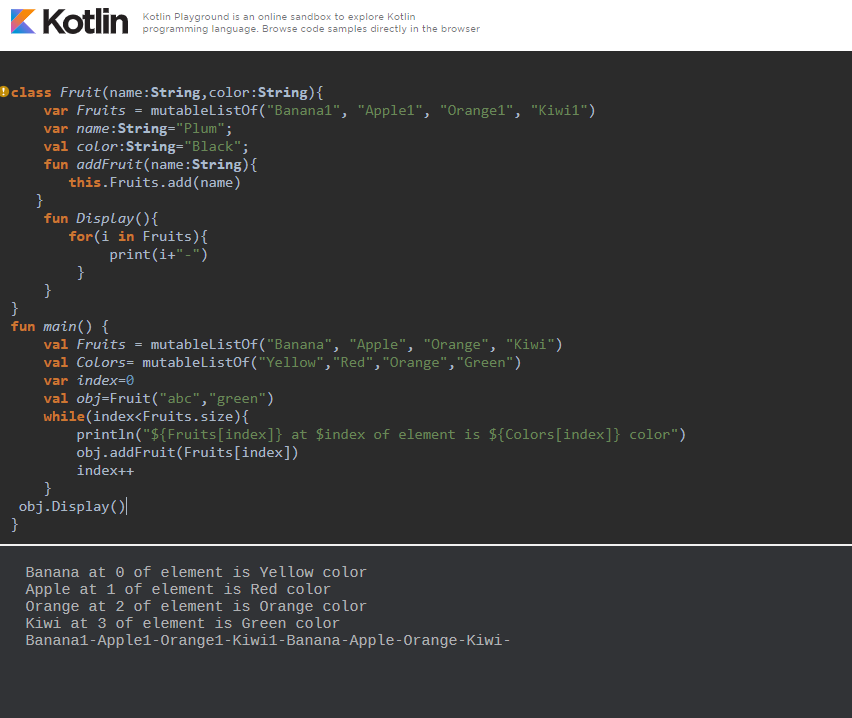 Kotlin
Kotlin Playground is an online sandbox to explore Kotlin
programming language. Browse code samples directly in the browser
class Fruit(name:String,color:String){
    var Fruits = mutableListOf("Banana1", "Apple1", "Orange1", "Kiwi1")
    var name:String="Plum";
    val color:String="Black";
    fun addFruit(name:String){
       this.Fruits.add(name)
   }
    fun Display(){
       for(i in Fruits){
            print(i+"-")
        }
    }
}
fun main() {
    val Fruits = mutableListOf("Banana", "Apple", "Orange", "Kiwi")
    val Colors= mutableListOf("Yellow","Red","Orange","Green")
    var index=0
    val obj=Fruit("abc","green")
    while(index<Fruits.size){
        println("${Fruits[index]} at $index of element is ${Colors[index]} color")
        obj.addFruit(Fruits[index])
        index++
    }
 obj.Display()
}
Banana at 0 of element is Yellow color
Apple at 1 of element is Red color
Orange at 2 of element is Orange color
Kiwi at 3 of element is Green color
Banana1-Apple1-Orange1-Kiwi1-Banana-Apple-Orange-Kiwi-